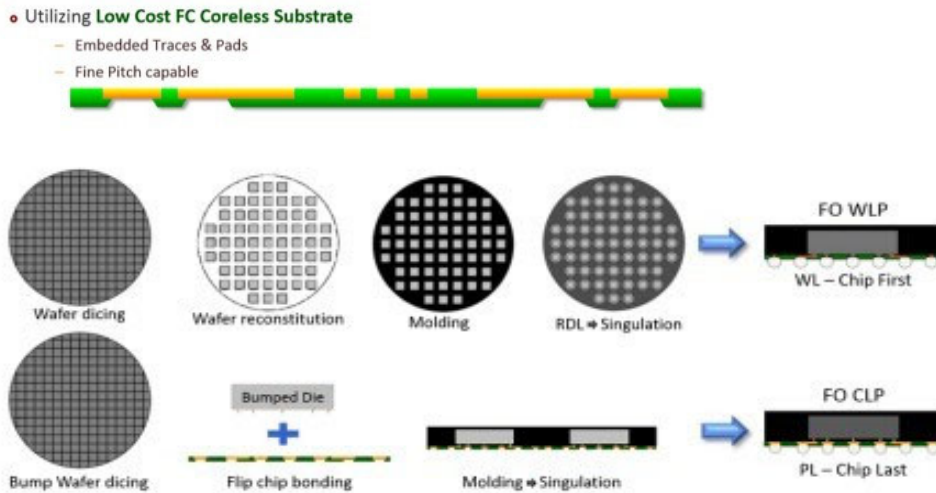 Utilizing Low Cost FC Coreless Substrate
– Embedded Traces & Pads
– Fine Pitch capable
FO WLP
WL – Chip First
Wafer dicing
Wafer reconstitution
Molding
RDL ➔ Singulation
Bumped Die
FO CLP
PL – Chip Last
Bump Wafer dicing
Flip chip bonding
Molding ➔ Singulation